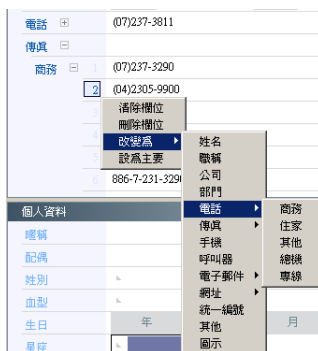 電話 (07)237-3811
傳真
商務 1 (07)237-3290
2 (04)2305-9900
3
清除欄位
刪除欄位
4
改變為
5
設為主要
6 886-7-231-3290
姓名
職稱
公司
部門
電話
傳真
手機
呼叫器
電子郵件
網址
統一編號
其他
圖示
商務
住家
其他
總機
專線
個人資料
暱稱
配偶
姓別
血型
生日 年 月
星座